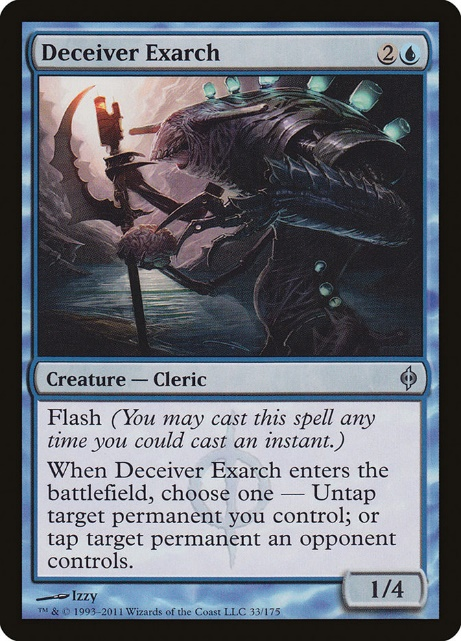 Deceiver Exarch 2
Creature — Cleric
Flash (You may cast this spell any
time you could cast an instant.)
When Deceiver Exarch enters the
battlefield, choose one — Untap
target permanent you control; or
tap target permanent an opponent
controls.
Izzy
1/4
™ & © 1993–2011 Wizards of the Coast LLC 33/175